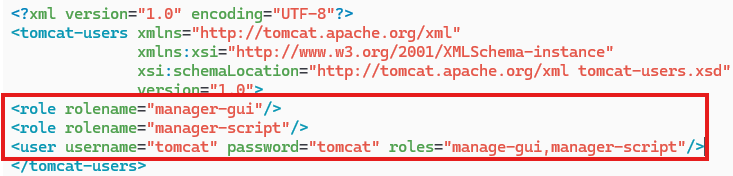 <?xml version="1.0" encoding="UTF-8"?>
<tomcat-users xmlns="http://tomcat.apache.org/xml"
xmlns:xsi="http://www.w3.org/2001/XMLSchema-instance"
xsi:schemaLocation="http://tomcat.apache.org/xml tomcat-users.xsd"
version="1.0">
<role rolename="manager-gui"/>
<role rolename="manager-script"/>
<user username="tomcat" password="tomcat" roles="manage-gui,manager-script"/>
</tomcat-users>